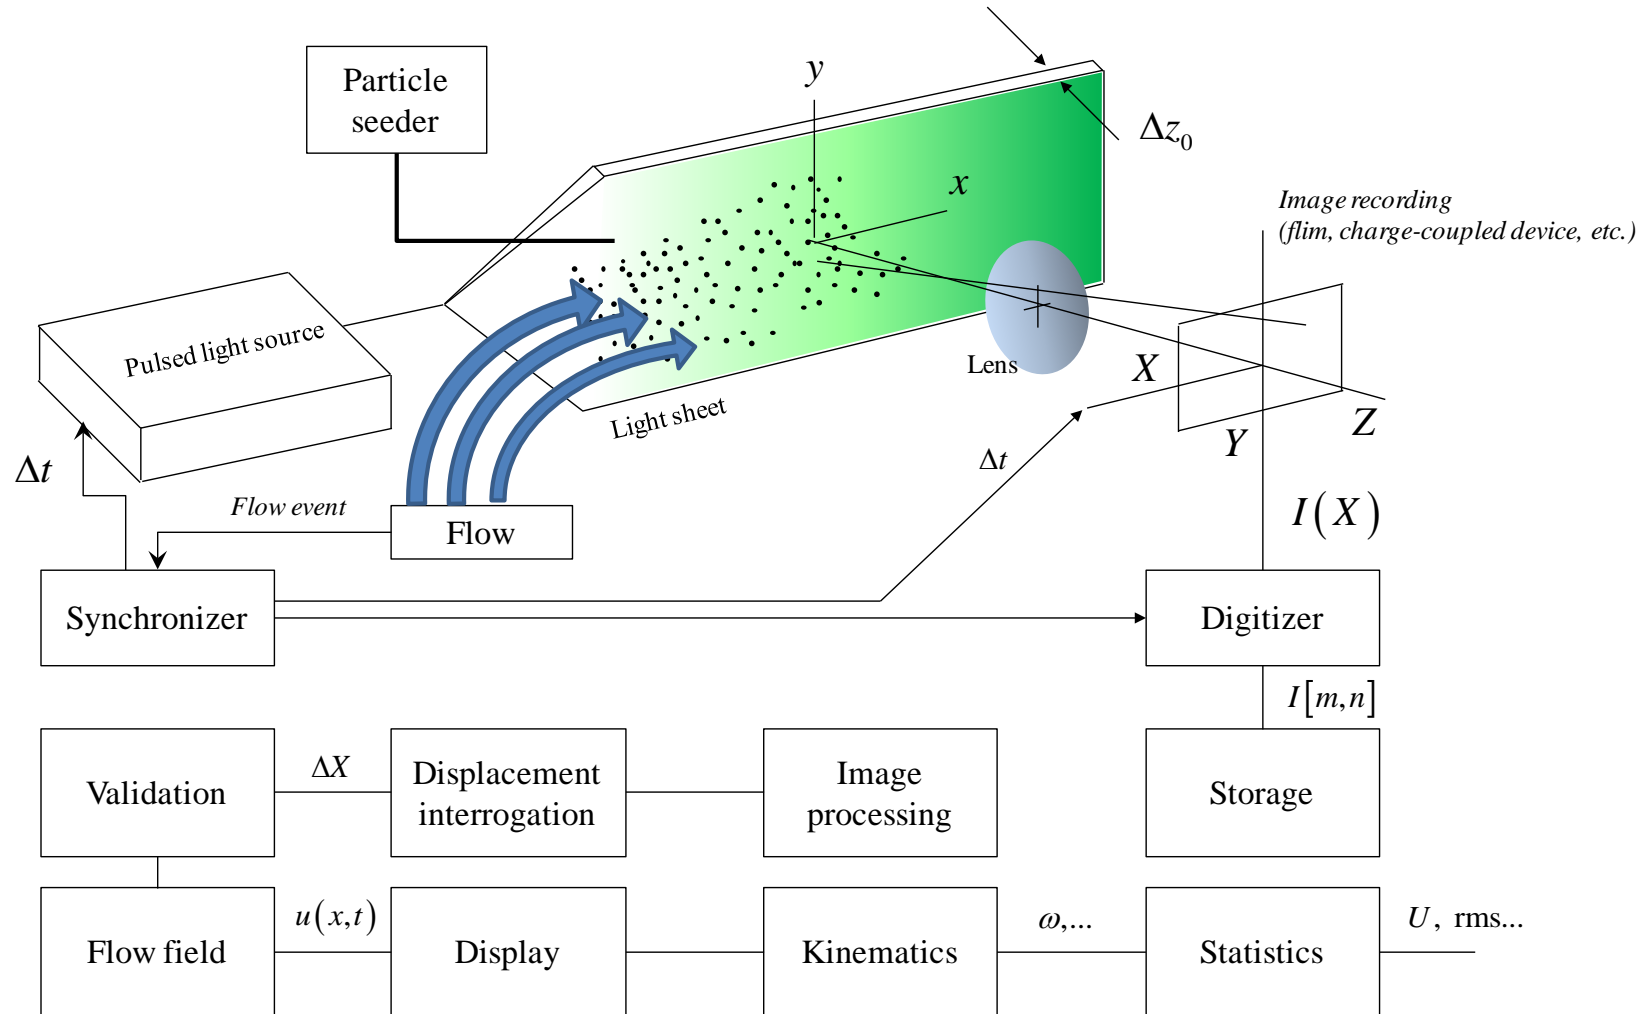 Particle
seeder
y
x
Δz₀
Image recording
(flim, charge-coupled device, etc.)
Pulsed light source
Lens
X
Light sheet
Y
Z
Δt
Δt
Flow event
I(X)
Flow
Synchronizer
Digitizer
I[m,n]
Validation
ΔX
Displacement
interrogation
Image
processing
Storage
Flow field
u(x,t)
Display
Kinematics
ω,...
Statistics
U, rms...